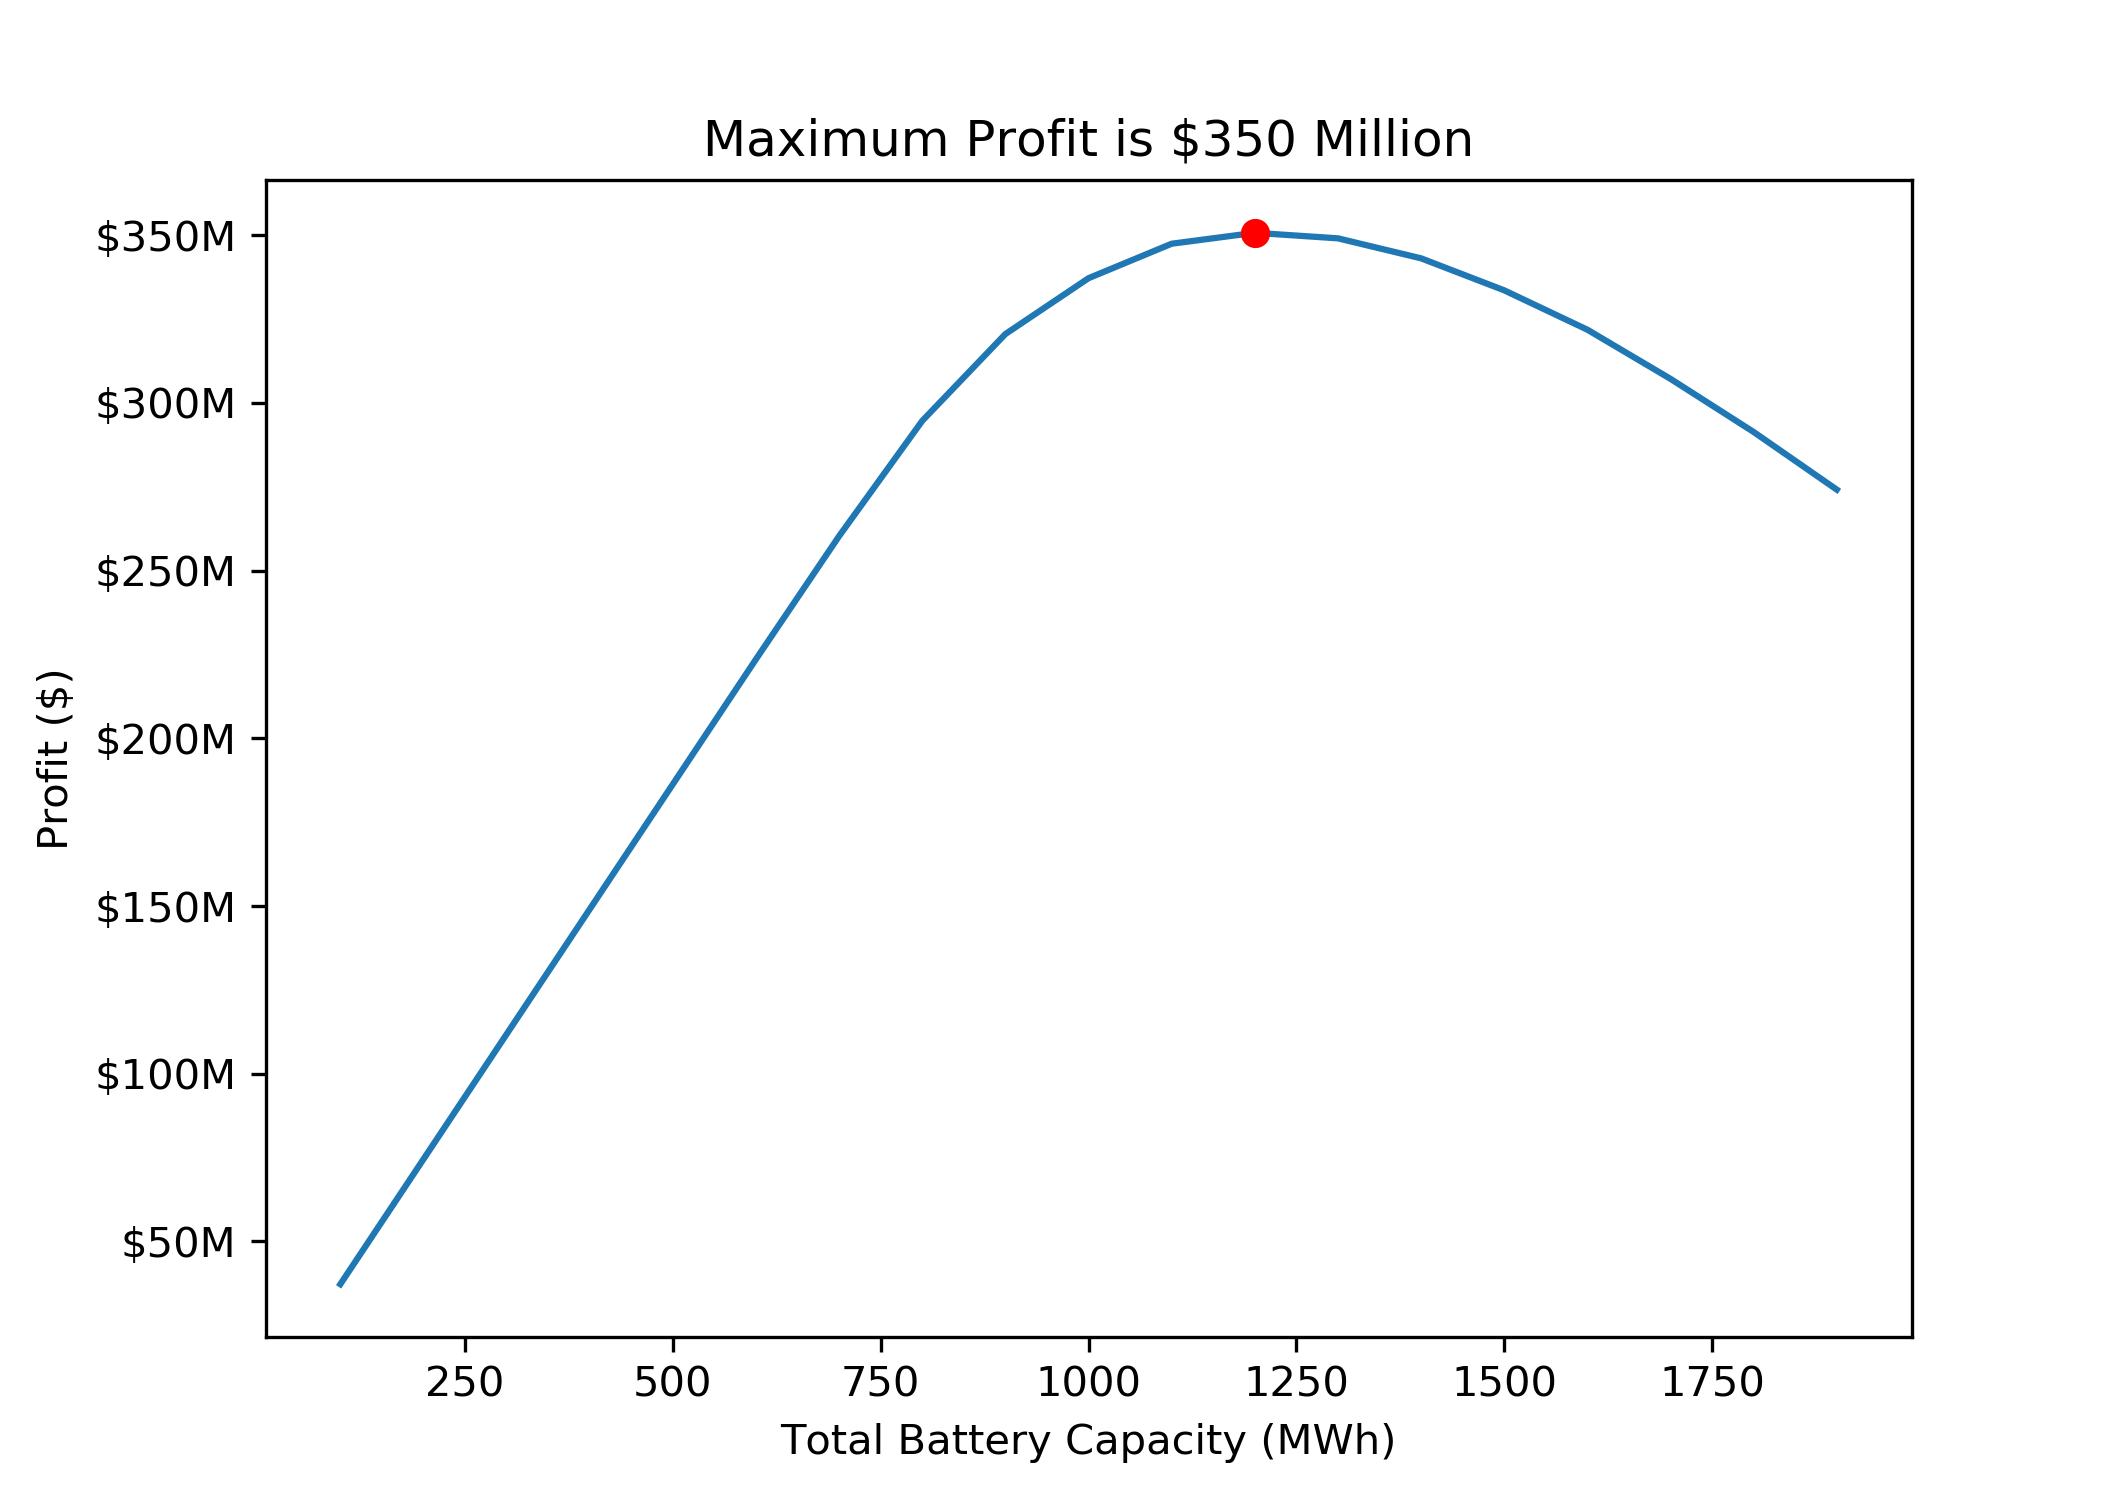 Maximum Profit is $350 Million
$350M
$300M
$250M
$200M
$150M
$100M
$50M
Profit ($)
250 500 750 1000 1250 1500 1750
Total Battery Capacity (MWh)